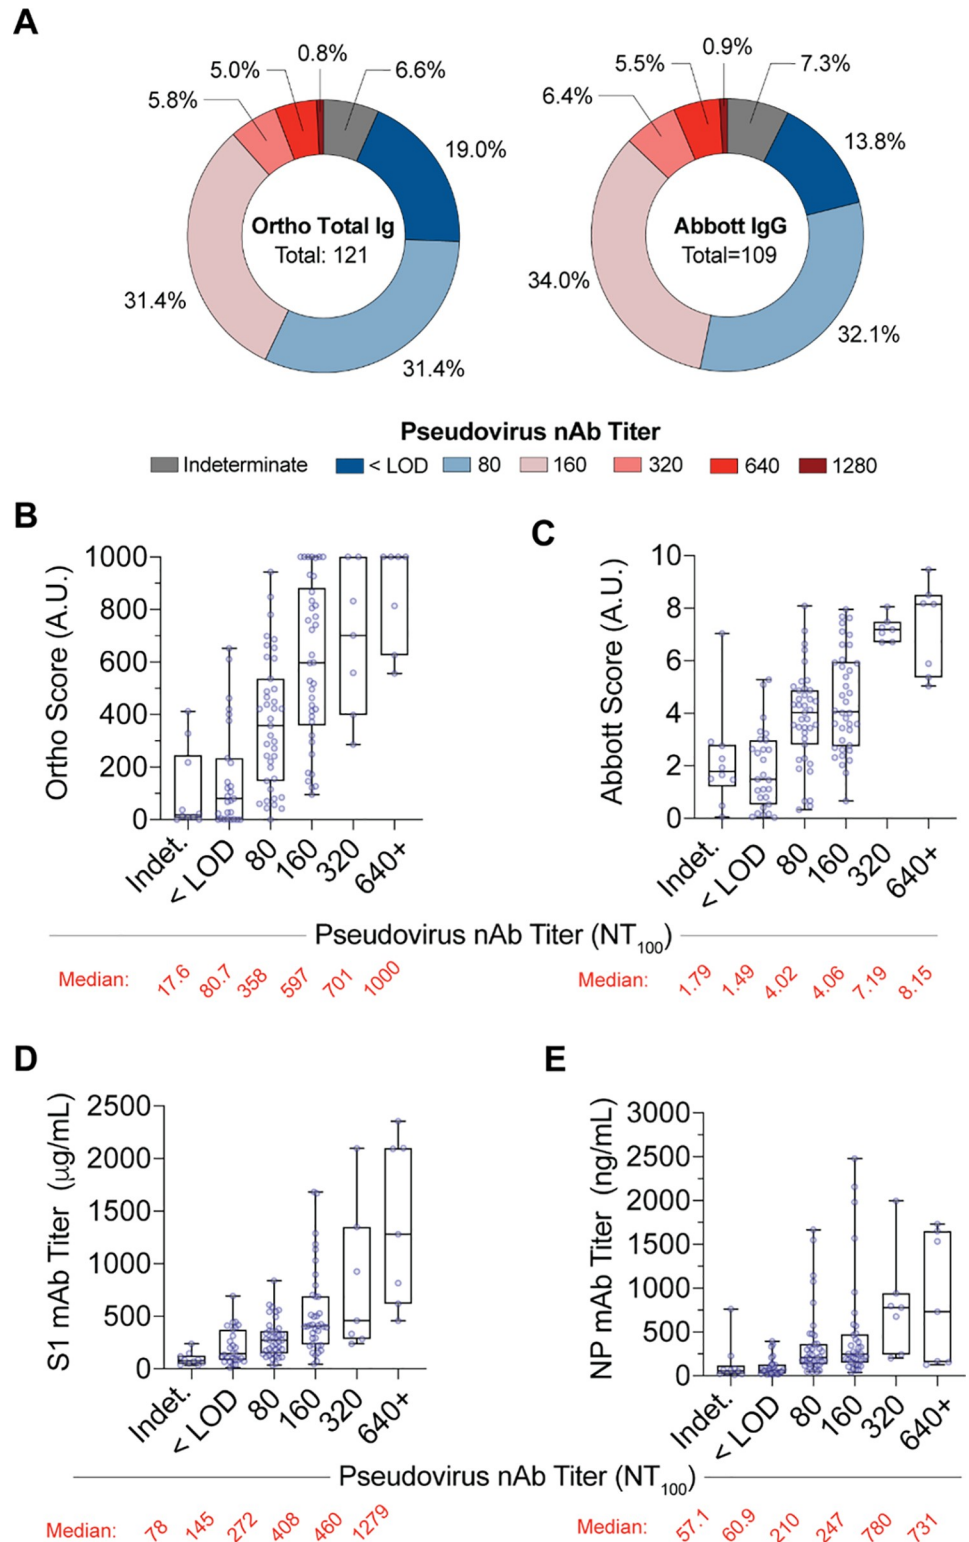 A
0.8%
5.0%
6.6%
5.8%
19.0%
Ortho Total Ig
Total: 121
31.4%
31.4%
0.9%
5.5%
7.3%
6.4%
13.8%
Abbott IgG
Total=109
34.0%
32.1%
Pseudovirus nAb Titer
Indeterminate < LOD 80 160 320 640 1280
B
Ortho Score (A.U.)
1000
800
600
400
200
0
Indet. < LOD 80 160 320 640+
C
Abbott Score (A.U.)
10
8
6
4
2
0
Indet. < LOD 80 160 320 640+
Pseudovirus nAb Titer (NT100)
Median: 17.6 80.7 358 597 701 1000
Median: 1.79 1.49 4.02 4.06 7.19 8.15
D
S1 mAb Titer (µg/mL)
2500
2000
1500
1000
500
0
Indet. < LOD 80 160 320 640+
E
NP mAb Titer (ng/mL)
3000
2500
2000
1500
1000
500
0
Indet. < LOD 80 160 320 640+
Pseudovirus nAb Titer (NT100)
Median: 78 145 272 408 460 1279
Median: 57.1 60.9 210 247 780 731